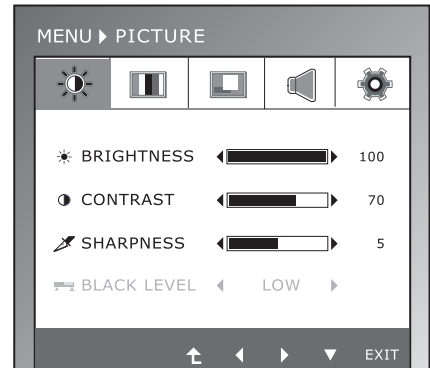 MENU ▶ PICTURE
BRIGHTNESS 100
CONTRAST 70
SHARPNESS 5
BLACK LEVEL LOW
EXIT